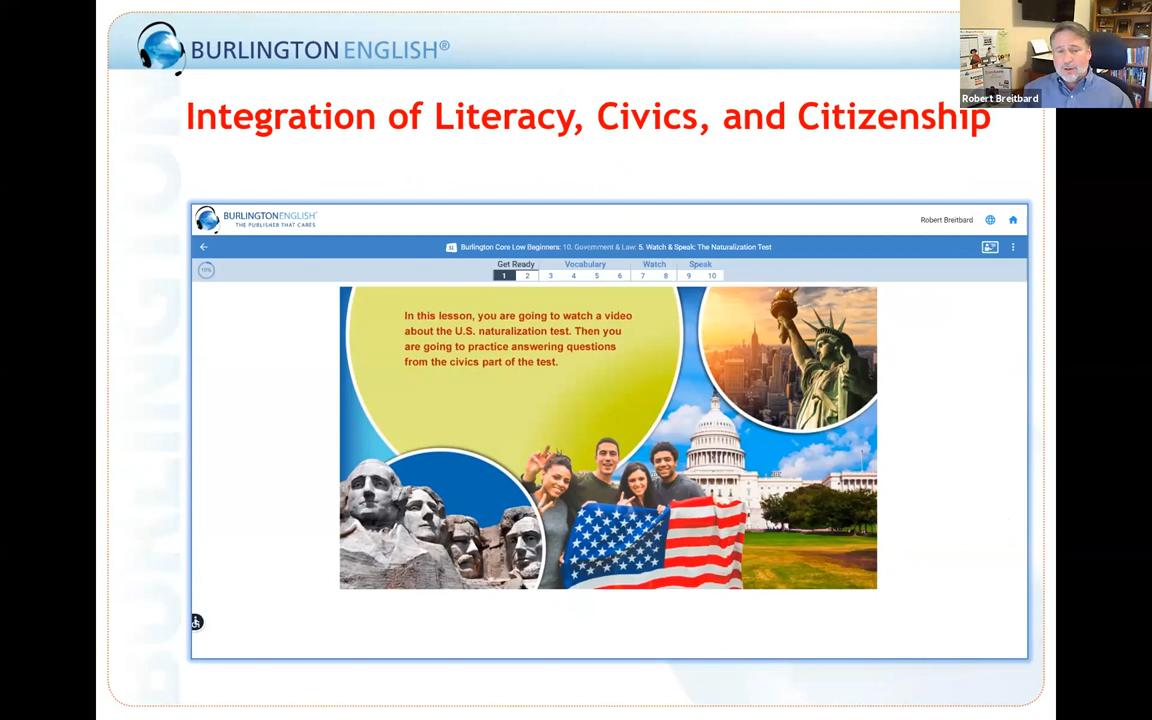 BURLINGTON ENGLISH®
Robert Breitbard
Integration of Literacy, Civics, and Citizenship
BURLINGTON ENGLISH®
THE PUBLISHER THAT CARES
Robert Breitbard
Burlington Core Low Beginners: 10. Government & Law: 5. Watch & Speak: The Naturalization Test
10%
Get Ready Vocabulary Watch Speak
1 2 3 4 5 6 7 8 9 10
In this lesson, you are going to watch a video
about the U.S. naturalization test. Then you
are going to practice answering questions
from the civics part of the test.